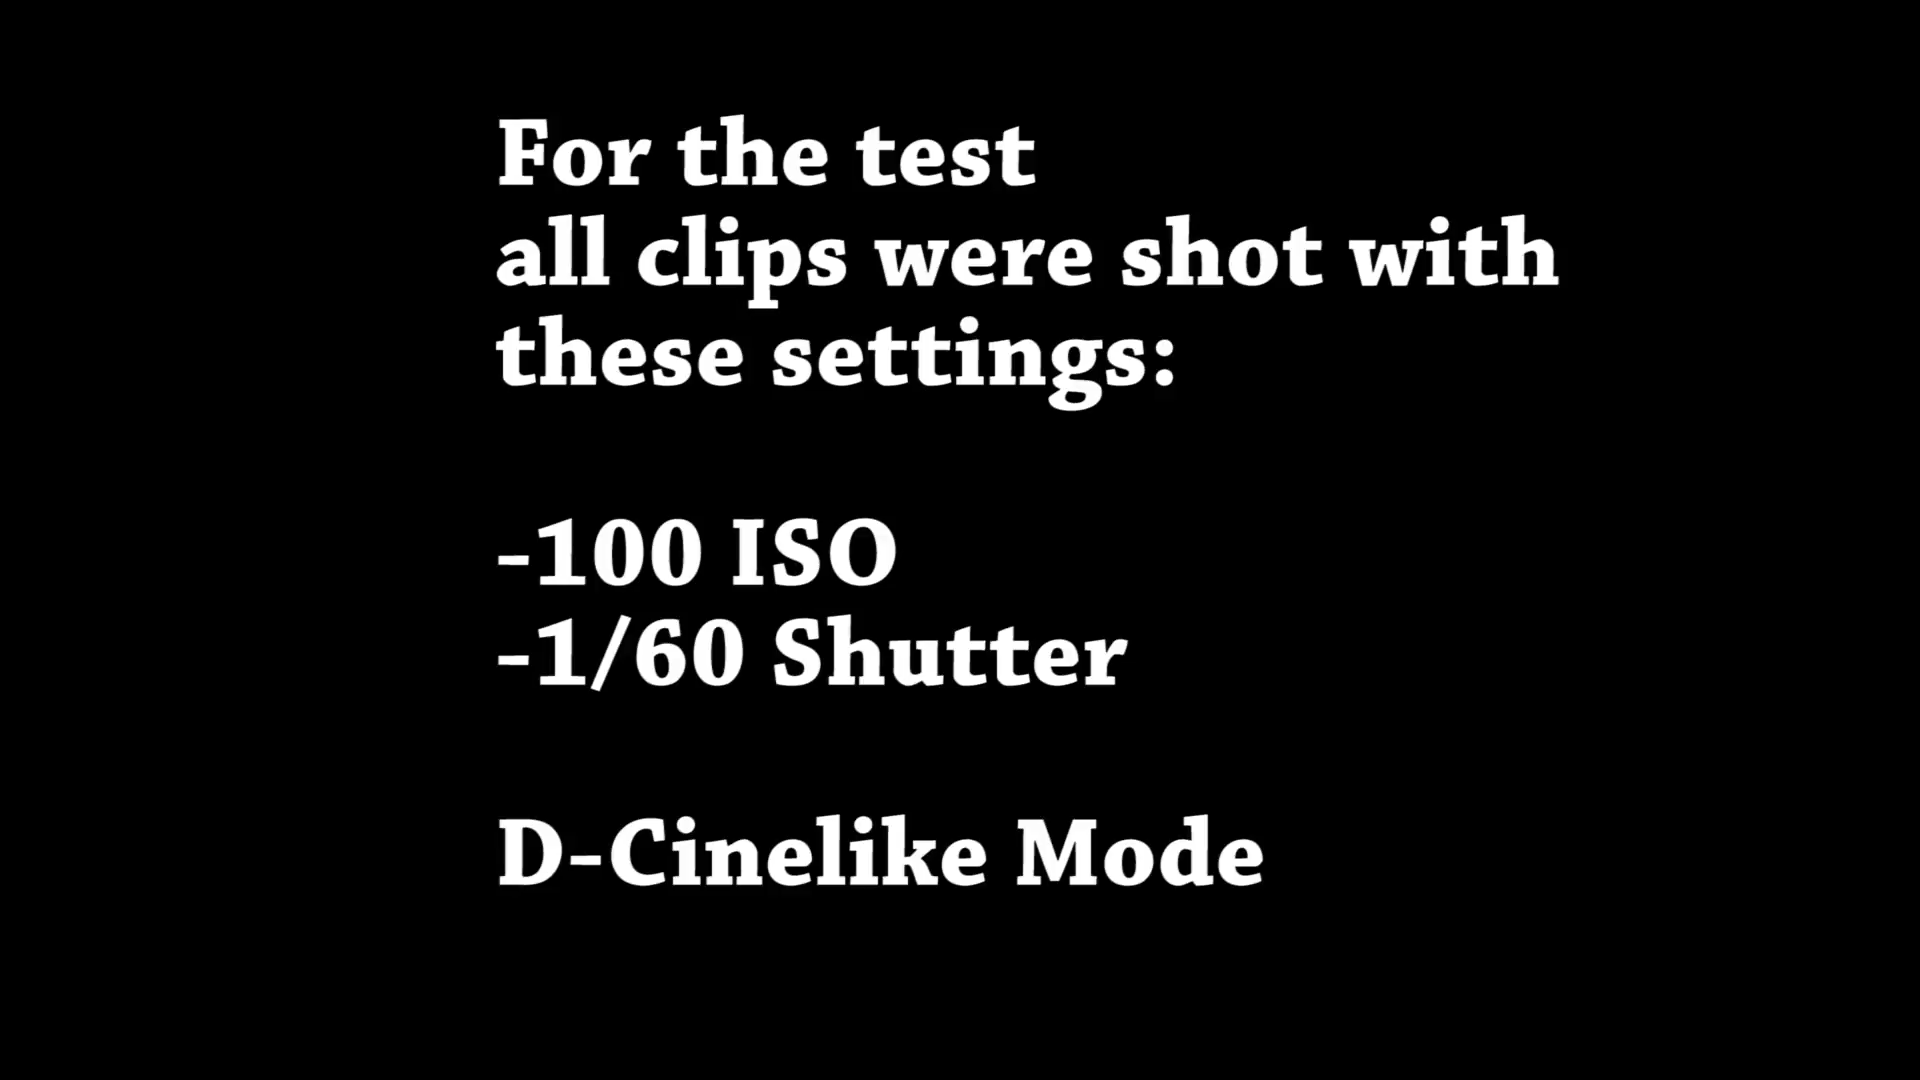 For the test
all clips were shot with
these settings:
-100 ISO
-1/60 Shutter
D-Cinelike Mode